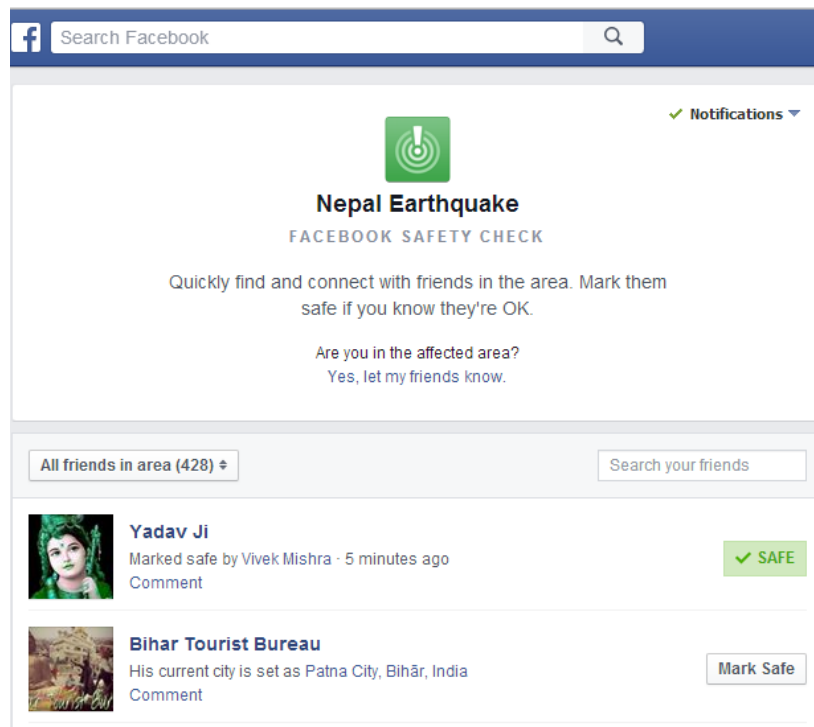 f
Search Facebook
Notifications
Nepal Earthquake
FACEBOOK SAFETY CHECK
Quickly find and connect with friends in the area. Mark them
safe if you know they're OK.
Are you in the affected area?
Yes, let my friends know.
All friends in area (428)
Search your friends
Yadav Ji
Marked safe by Vivek Mishra · 5 minutes ago
Comment
SAFE
Bihar Tourist Bureau
His current city is set as Patna City, Bihār, India
Comment
Mark Safe